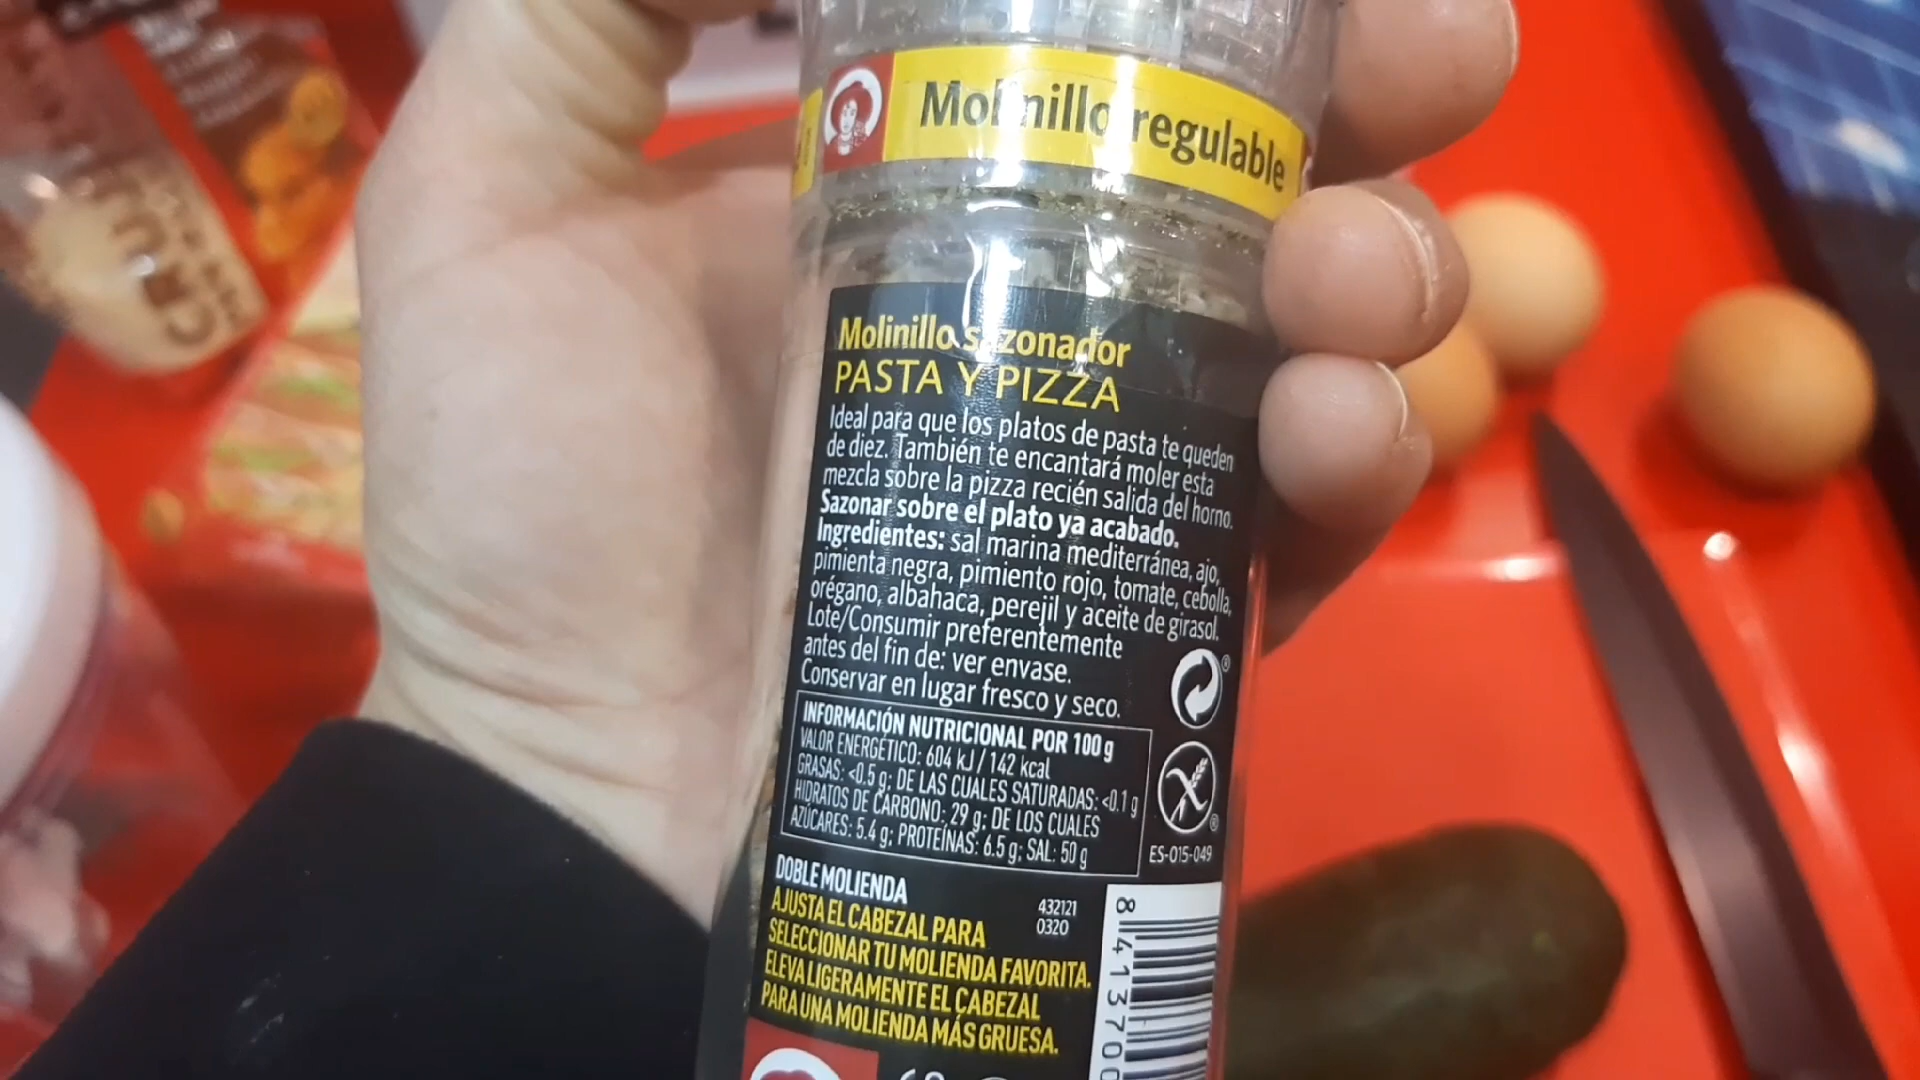 Molinillo regulable
Molinillo sazonador
PASTA Y PIZZA
Ideal para que los platos de pasta te queden
de diez. También te encantará moler esta
mezcla sobre la pizza recién salida del horno.
Sazonar sobre el plato ya acabado.
Ingredientes: sal marina mediterránea, ajo,
pimienta negra, pimiento rojo, tomate, cebolla,
orégano, albahaca, perejil y aceite de girasol.
Lote/Consumir preferentemente
antes del fin de: ver envase.
Conservar en lugar fresco y seco.
INFORMACIÓN NUTRICIONAL POR 100 g
VALOR ENERGÉTICO: 604 kJ / 142 kcal
GRASAS: <0.5 g; DE LAS CUALES SATURADAS: <0.1 g
HIDRATOS DE CARBONO: 29 g; DE LOS CUALES
AZÚCARES: 5.4 g; PROTEÍNAS: 6.5 g; SAL: 50 g
ES-015-049
DOBLE MOLIENDA
AJUSTA EL CABEZAL PARA
SELECCIONAR TU MOLIENDA FAVORITA.
ELEVA LIGERAMENTE EL CABEZAL
PARA UNA MOLIENDA MÁS GRUESA.
432121
0320
8 413700
CRUJI